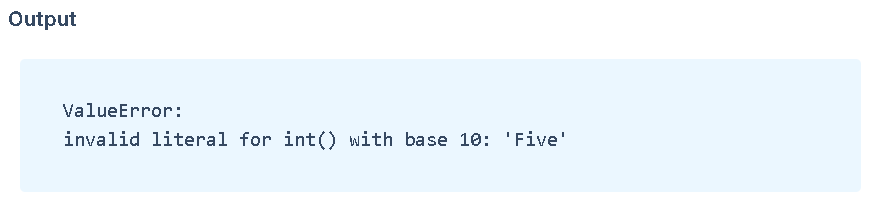 Output
ValueError:
invalid literal for int() with base 10: 'Five'